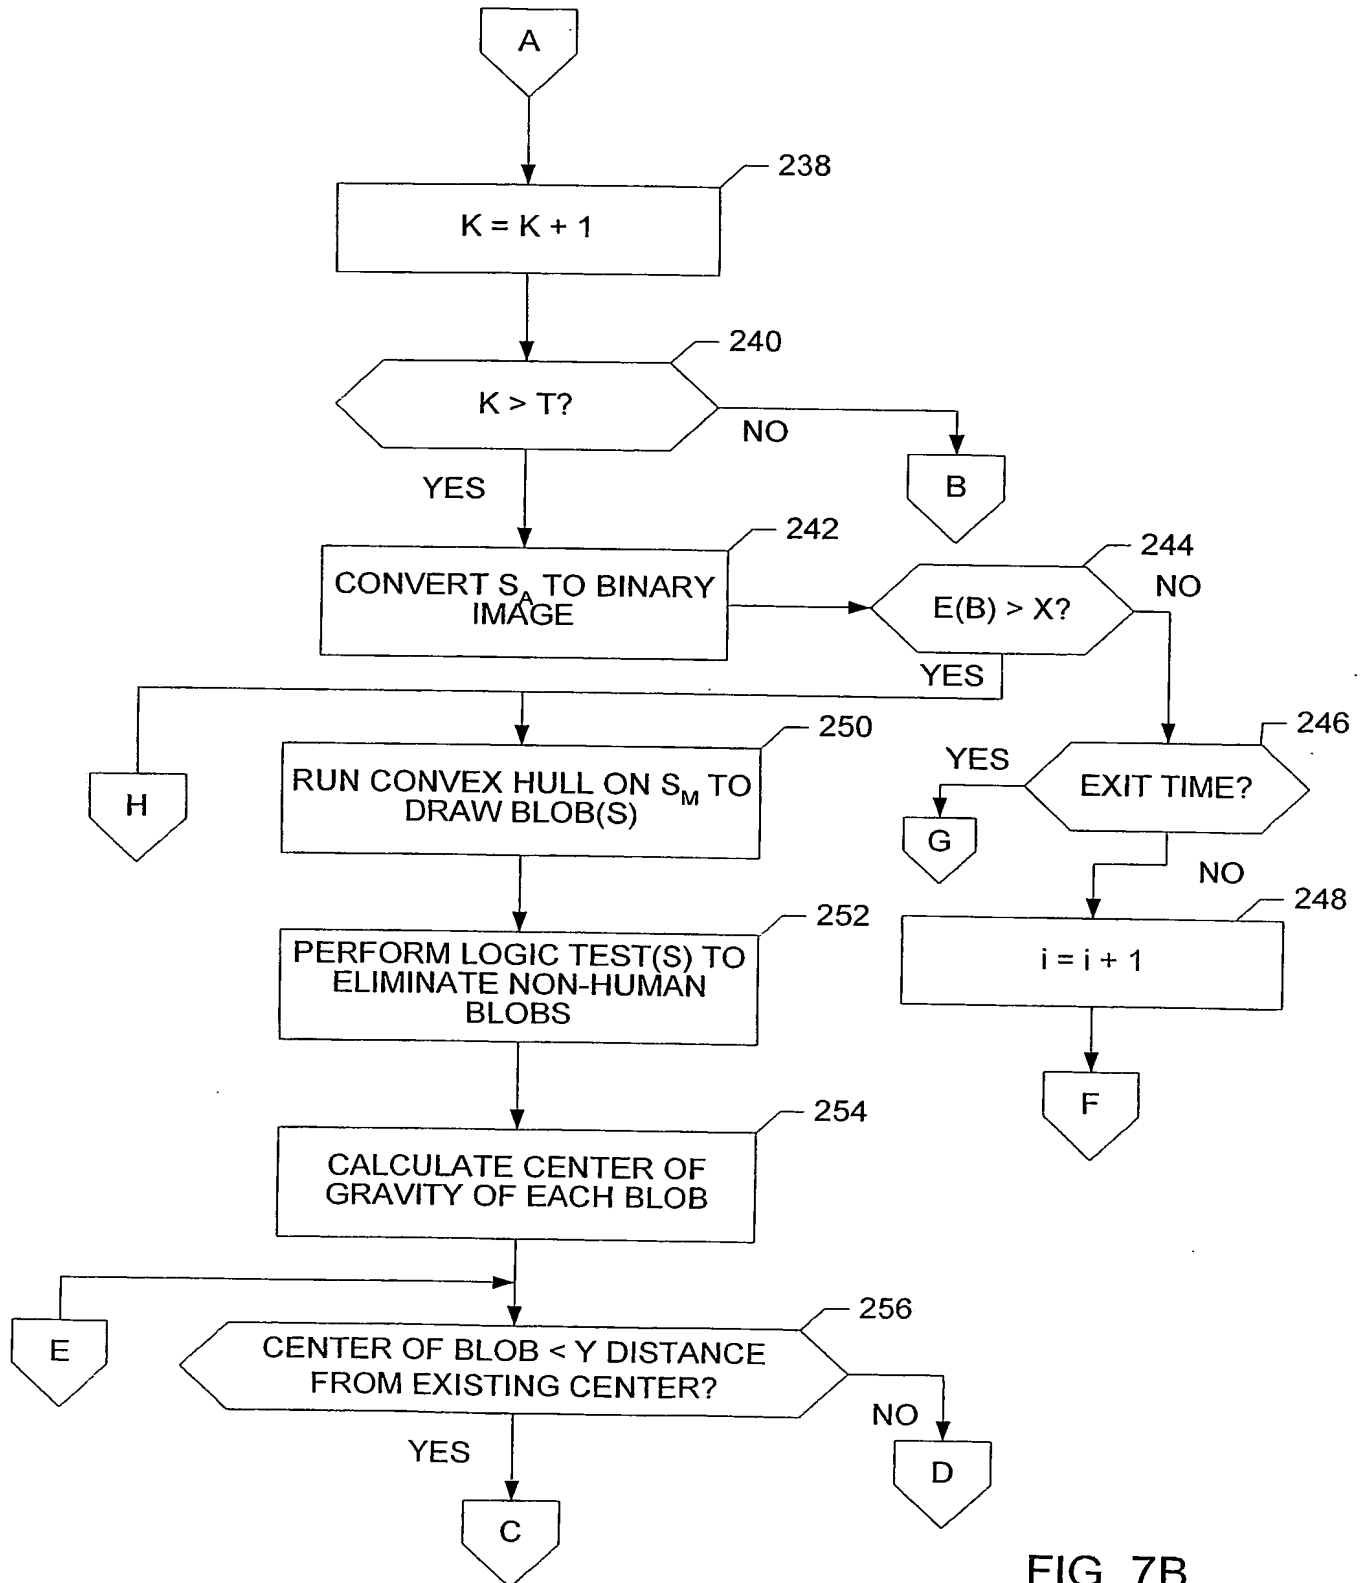 A
238
K = K + 1
240
K > T?
NO
B
YES
242
CONVERT S_A TO BINARY
IMAGE
244
E(B) > X?
NO
YES
H
250
RUN CONVEX HULL ON S_M TO
DRAW BLOB(S)
246
EXIT TIME?
YES
G
NO
248
i = i + 1
F
252
PERFORM LOGIC TEST(S) TO
ELIMINATE NON-HUMAN
BLOBS
254
CALCULATE CENTER OF
GRAVITY OF EACH BLOB
E
256
CENTER OF BLOB < Y DISTANCE
FROM EXISTING CENTER?
NO
D
YES
C
FIG. 7B